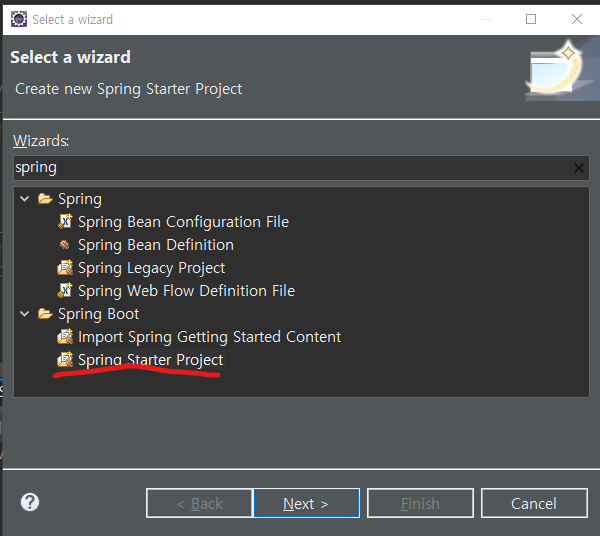 Select a wizard
Select a wizard
Create new Spring Starter Project
Wizards:
spring
Spring
Spring Bean Configuration File
Spring Bean Definition
Spring Legacy Project
Spring Web Flow Definition File
Spring Boot
Import Spring Getting Started Content
Spring Starter Project
< Back Next > Finish Cancel